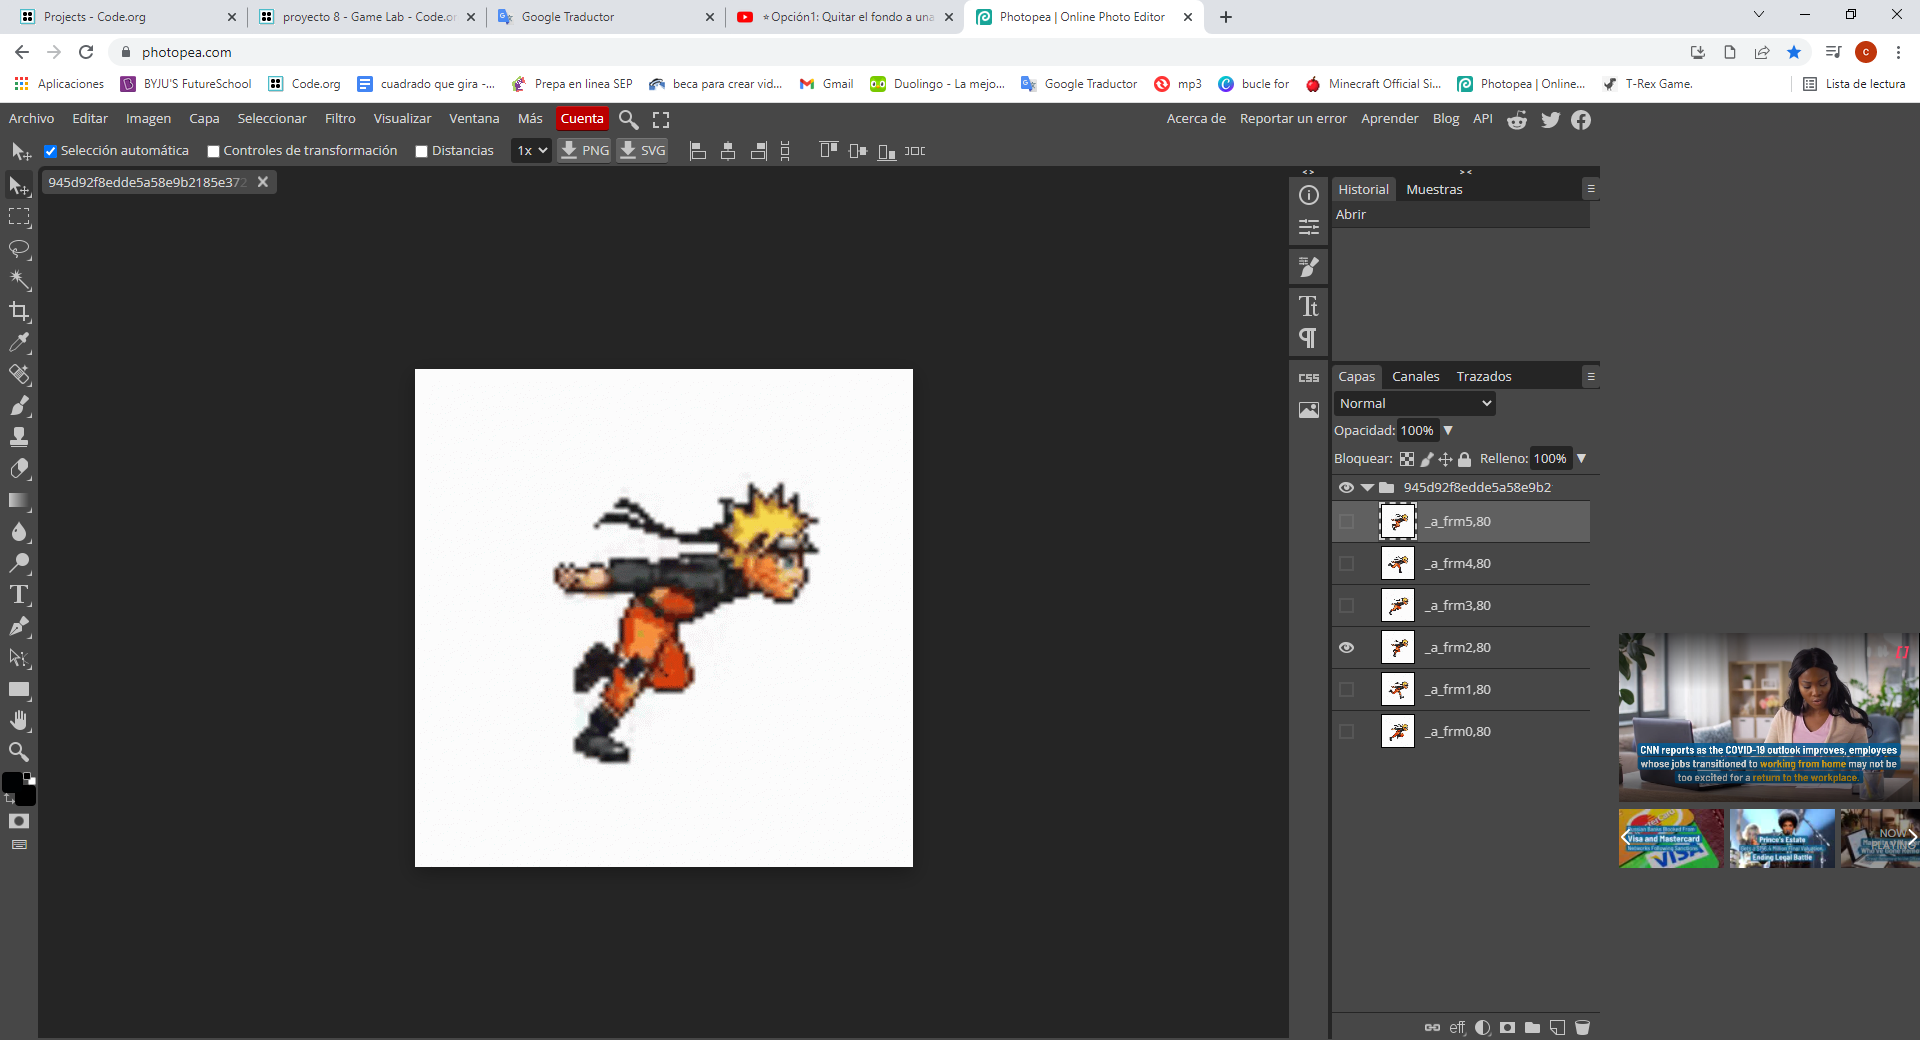 Projects - Code.org
proyecto 8 - Game Lab - Code.or
Google Traductor
⭐Opción1: Quitar el fondo a una
Photopea | Online Photo Editor
photopea.com
c
Aplicaciones
BYJU'S FutureSchool
Code.org
cuadrado que gira -...
Prepa en linea SEP
beca para crear vid...
Gmail
Duolingo - La mejo...
Google Traductor
mp3
bucle for
Minecraft Official Si...
Photopea | Online...
T-Rex Game.
Lista de lectura
Archivo
Editar
Imagen
Capa
Seleccionar
Filtro
Visualizar
Ventana
Más
Cuenta
Acerca de
Reportar un error
Aprender
Blog
API
Selección automática
Controles de transformación
Distancias
1x
PNG
SVG
945d92f8edde5a58e9b2185e372
Historial
Muestras
Abrir
CSS
Capas
Canales
Trazados
Normal
Opacidad: 100%
Bloquear:
Relleno: 100%
945d92f8edde5a58e9b2
_a_frm5,80
_a_frm4,80
_a_frm3,80
_a_frm2,80
_a_frm1,80
_a_frm0,80
eff
CNN reports as the COVID-19 outlook improves, employees
whose jobs transitioned to working from home may not be
too excited for a return to the workplace.
Visa and Mastercard
VISA
Prince's Estate
Ending Legal Battle
NOW
PLAYING